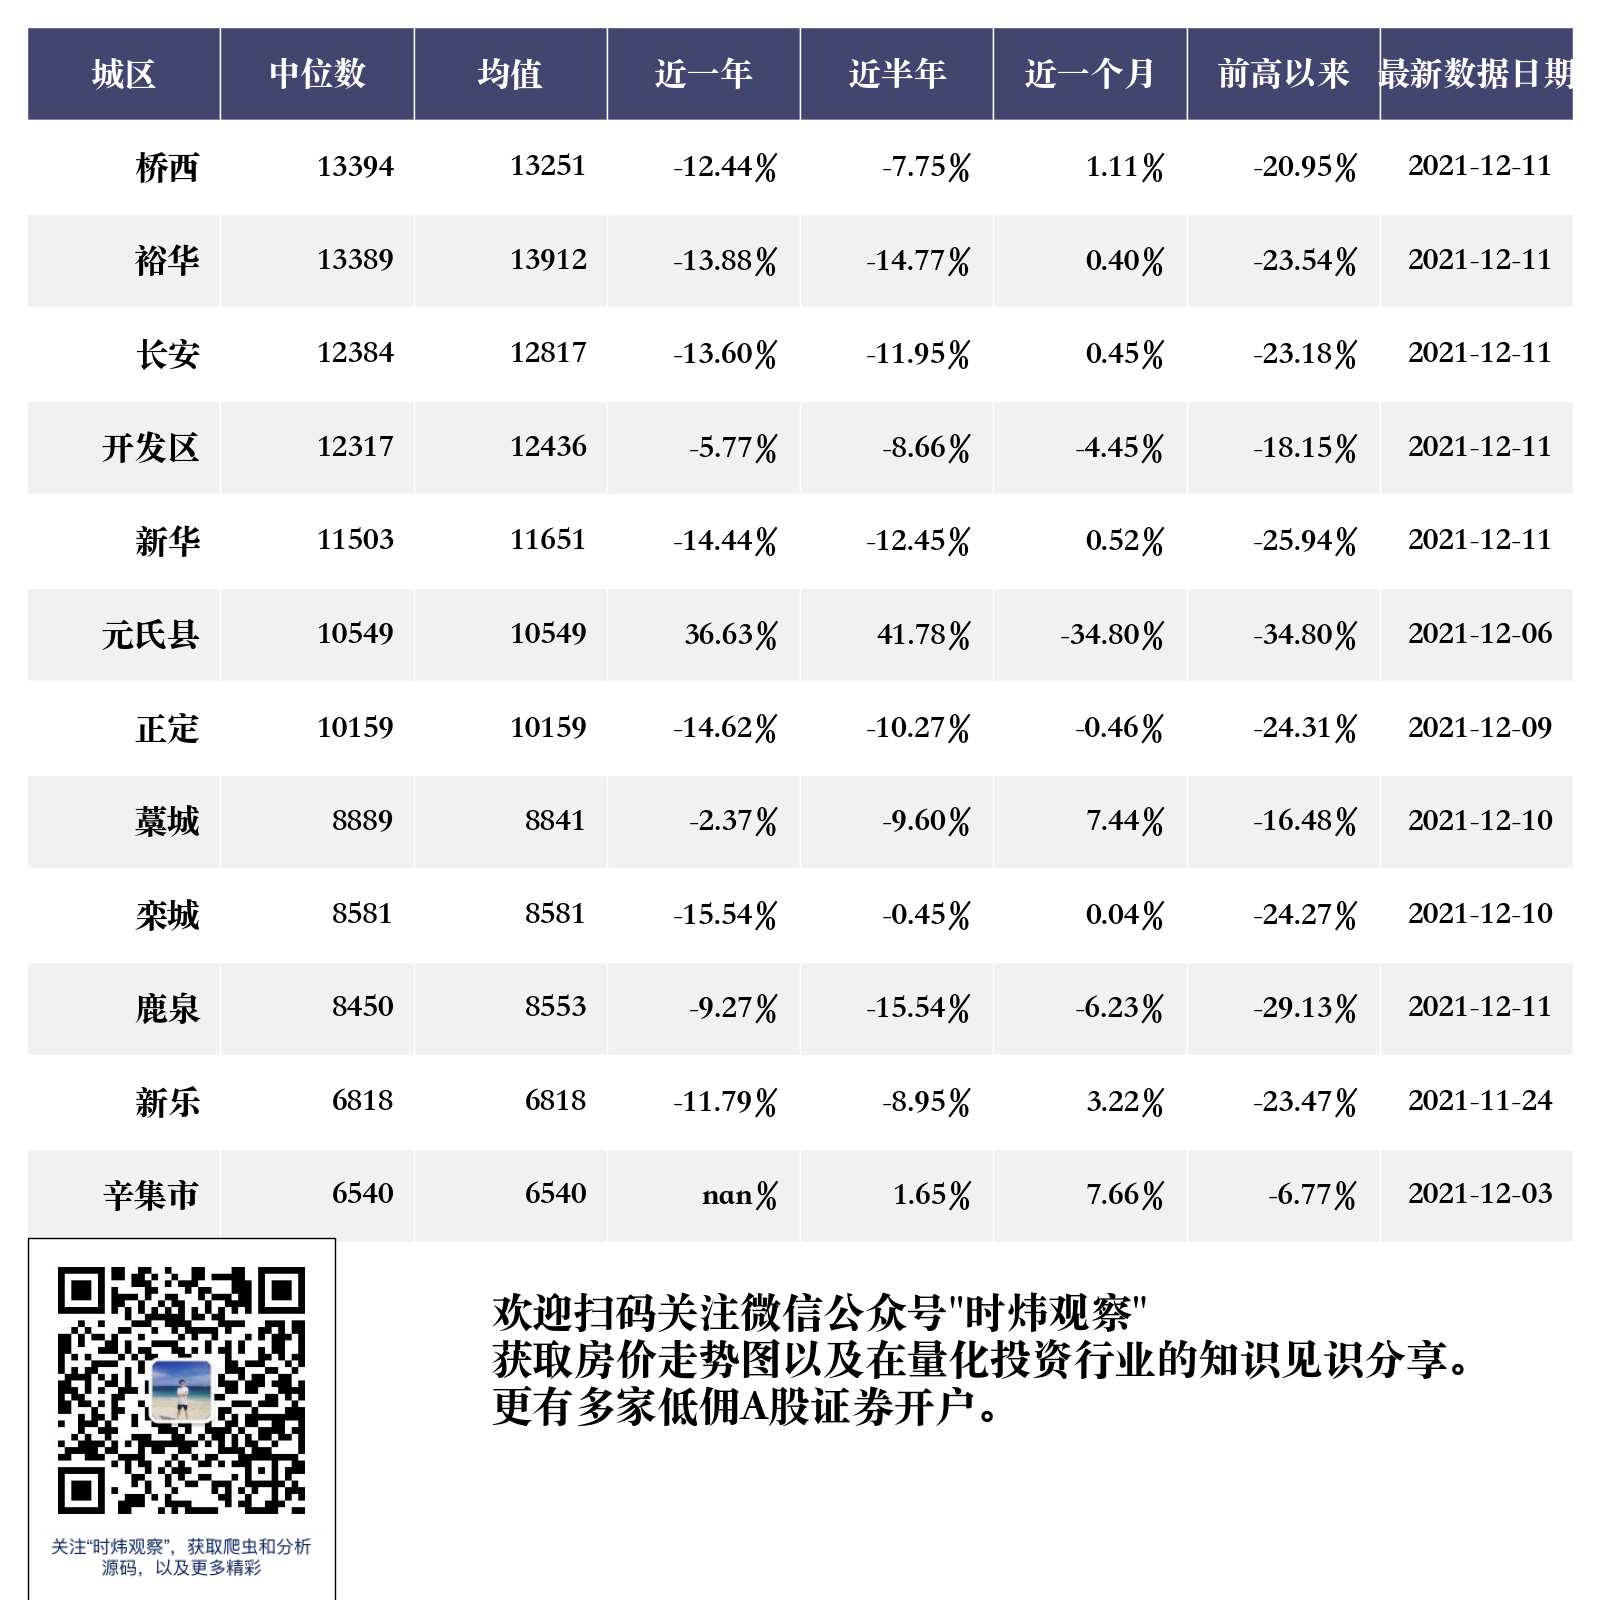 城区 中位数 均值 近一年 近半年 近一个月 前高以来 最新数据日期
桥西 13394 13251 -12.44% -7.75% 1.11% -20.95% 2021-12-11
裕华 13389 13912 -13.88% -14.77% 0.40% -23.54% 2021-12-11
长安 12384 12817 -13.60% -11.95% 0.45% -23.18% 2021-12-11
开发区 12317 12436 -5.77% -8.66% -4.45% -18.15% 2021-12-11
新华 11503 11651 -14.44% -12.45% 0.52% -25.94% 2021-12-11
元氏县 10549 10549 36.63% 41.78% -34.80% -34.80% 2021-12-06
正定 10159 10159 -14.62% -10.27% -0.46% -24.31% 2021-12-09
藁城 8889 8841 -2.37% -9.60% 7.44% -16.48% 2021-12-10
栾城 8581 8581 -15.54% -0.45% 0.04% -24.27% 2021-12-10
鹿泉 8450 8553 -9.27% -15.54% -6.23% -29.13% 2021-12-11
新乐 6818 6818 -11.79% -8.95% 3.22% -23.47% 2021-11-24
辛集市 6540 6540 nan% 1.65% 7.66% -6.77% 2021-12-03
欢迎扫码关注微信公众号"时炜观察"
获取房价走势图以及在量化投资行业的知识见识分享。
更有多家低佣A股证券开户。
关注“时炜观察”，获取爬虫和分析
源码，以及更多精彩